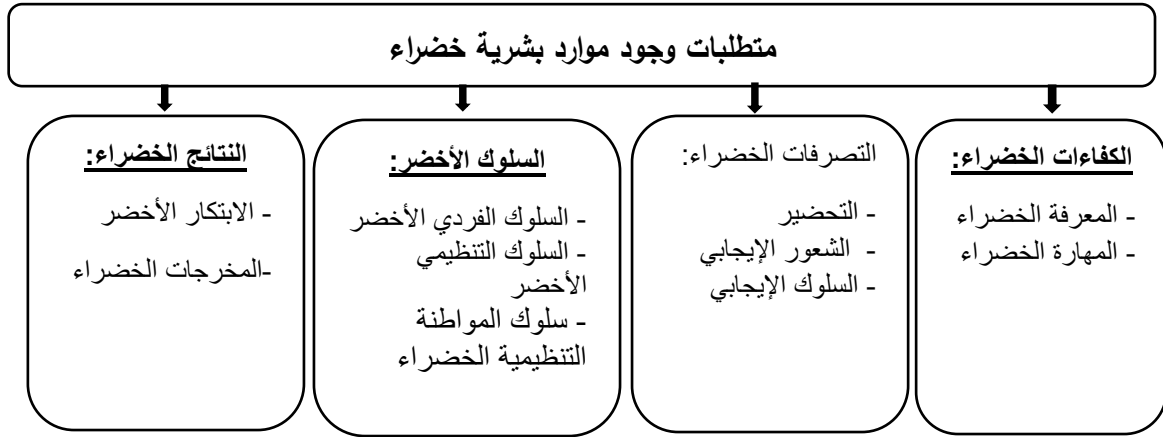 متطلبات وجود موارد بشرية خضراء
الكفاءات الخضراء:
- المعرفة الخضراء
- المهارة الخضراء
التصرفات الخضراء:
- التحضير
- الشعور الإيجابي
- السلوك الإيجابي
السلوك الأخضر:
- السلوك الفردي الأخضر
- السلوك التنظيمي
الأخضر
- سلوك المواطنة
التنظيمية الخضراء
النتائج الخضراء:
- الابتكار الأخضر
-المخرجات الخضراء